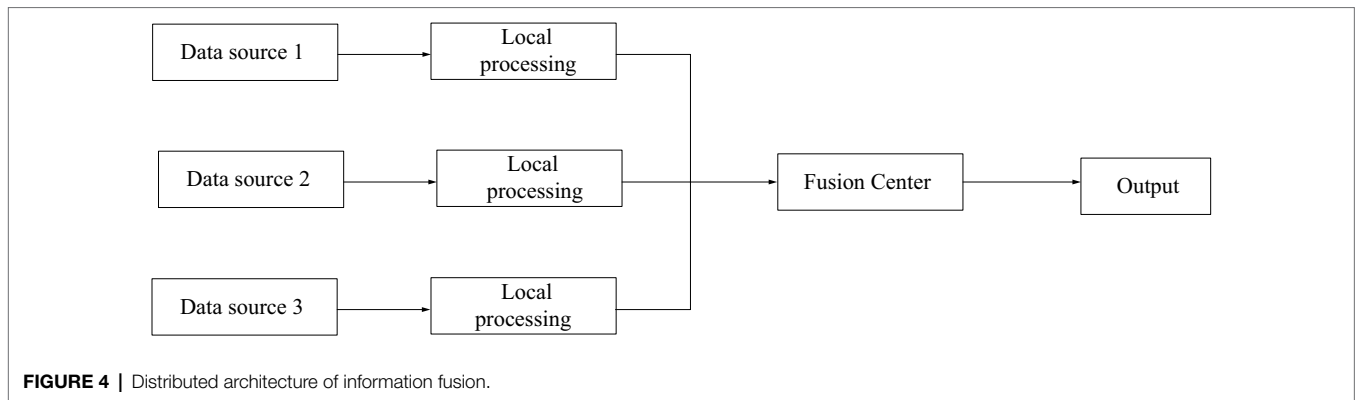 Data source 1
Local
processing
Data source 2
Local
processing
Fusion Center
Output
Data source 3
Local
processing
FIGURE 4 | Distributed architecture of information fusion.